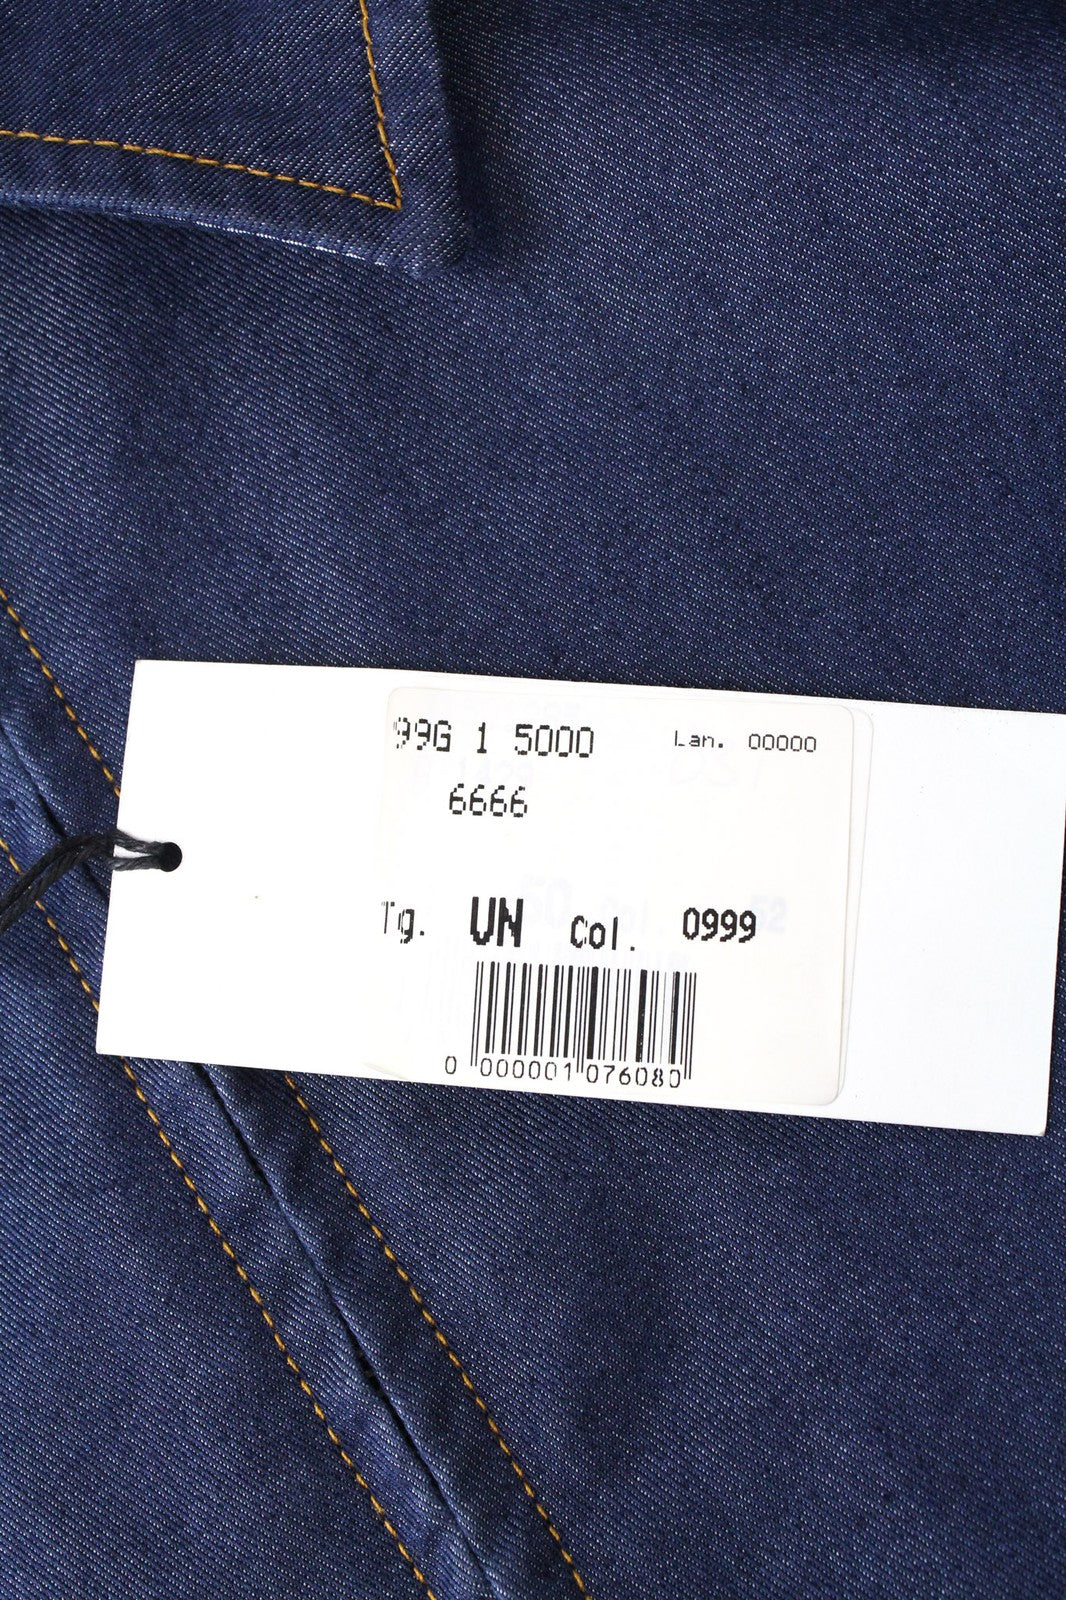 99G 1 5000 Lan. 00000
6666
Tg. UN Col. 0999
0 000001 076080